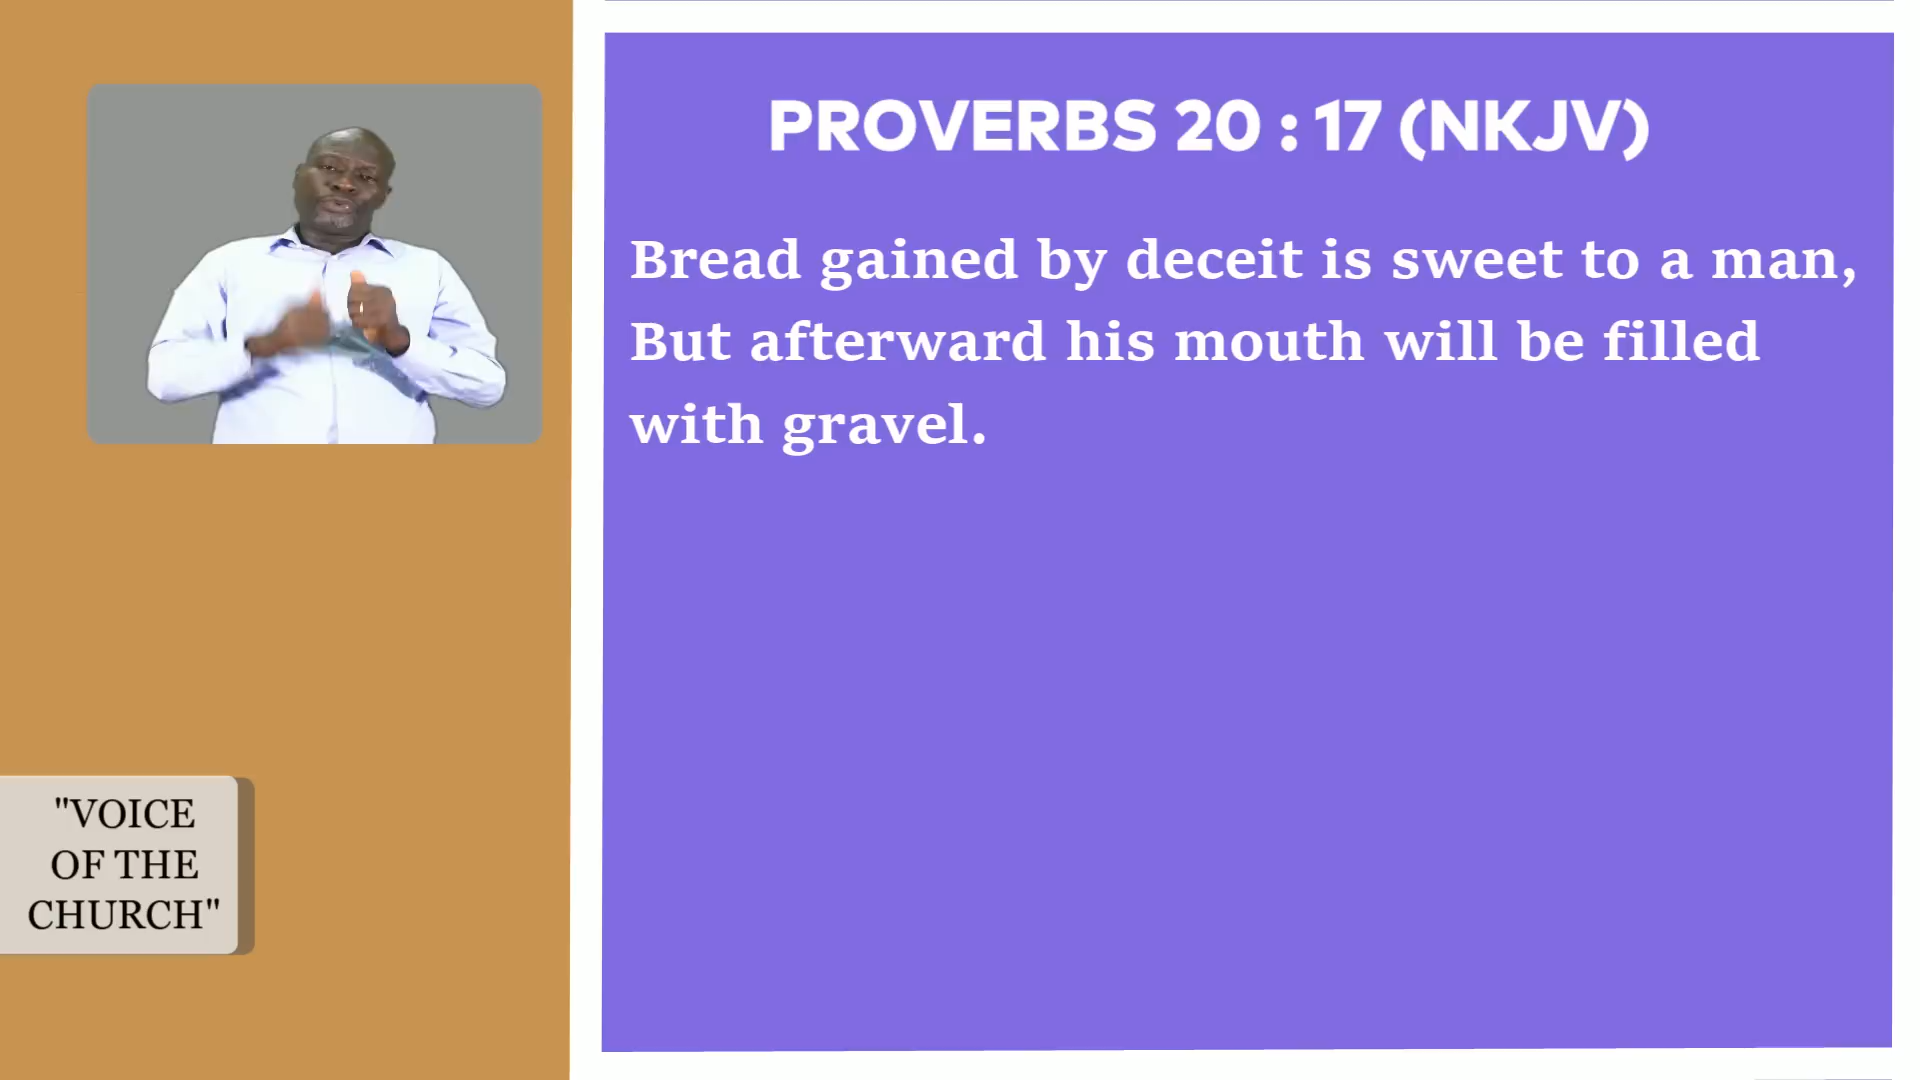 PROVERBS 20 : 17 (NKJV)
Bread gained by deceit is sweet to a man,
But afterward his mouth will be filled
with gravel.
"VOICE
OF THE
CHURCH"